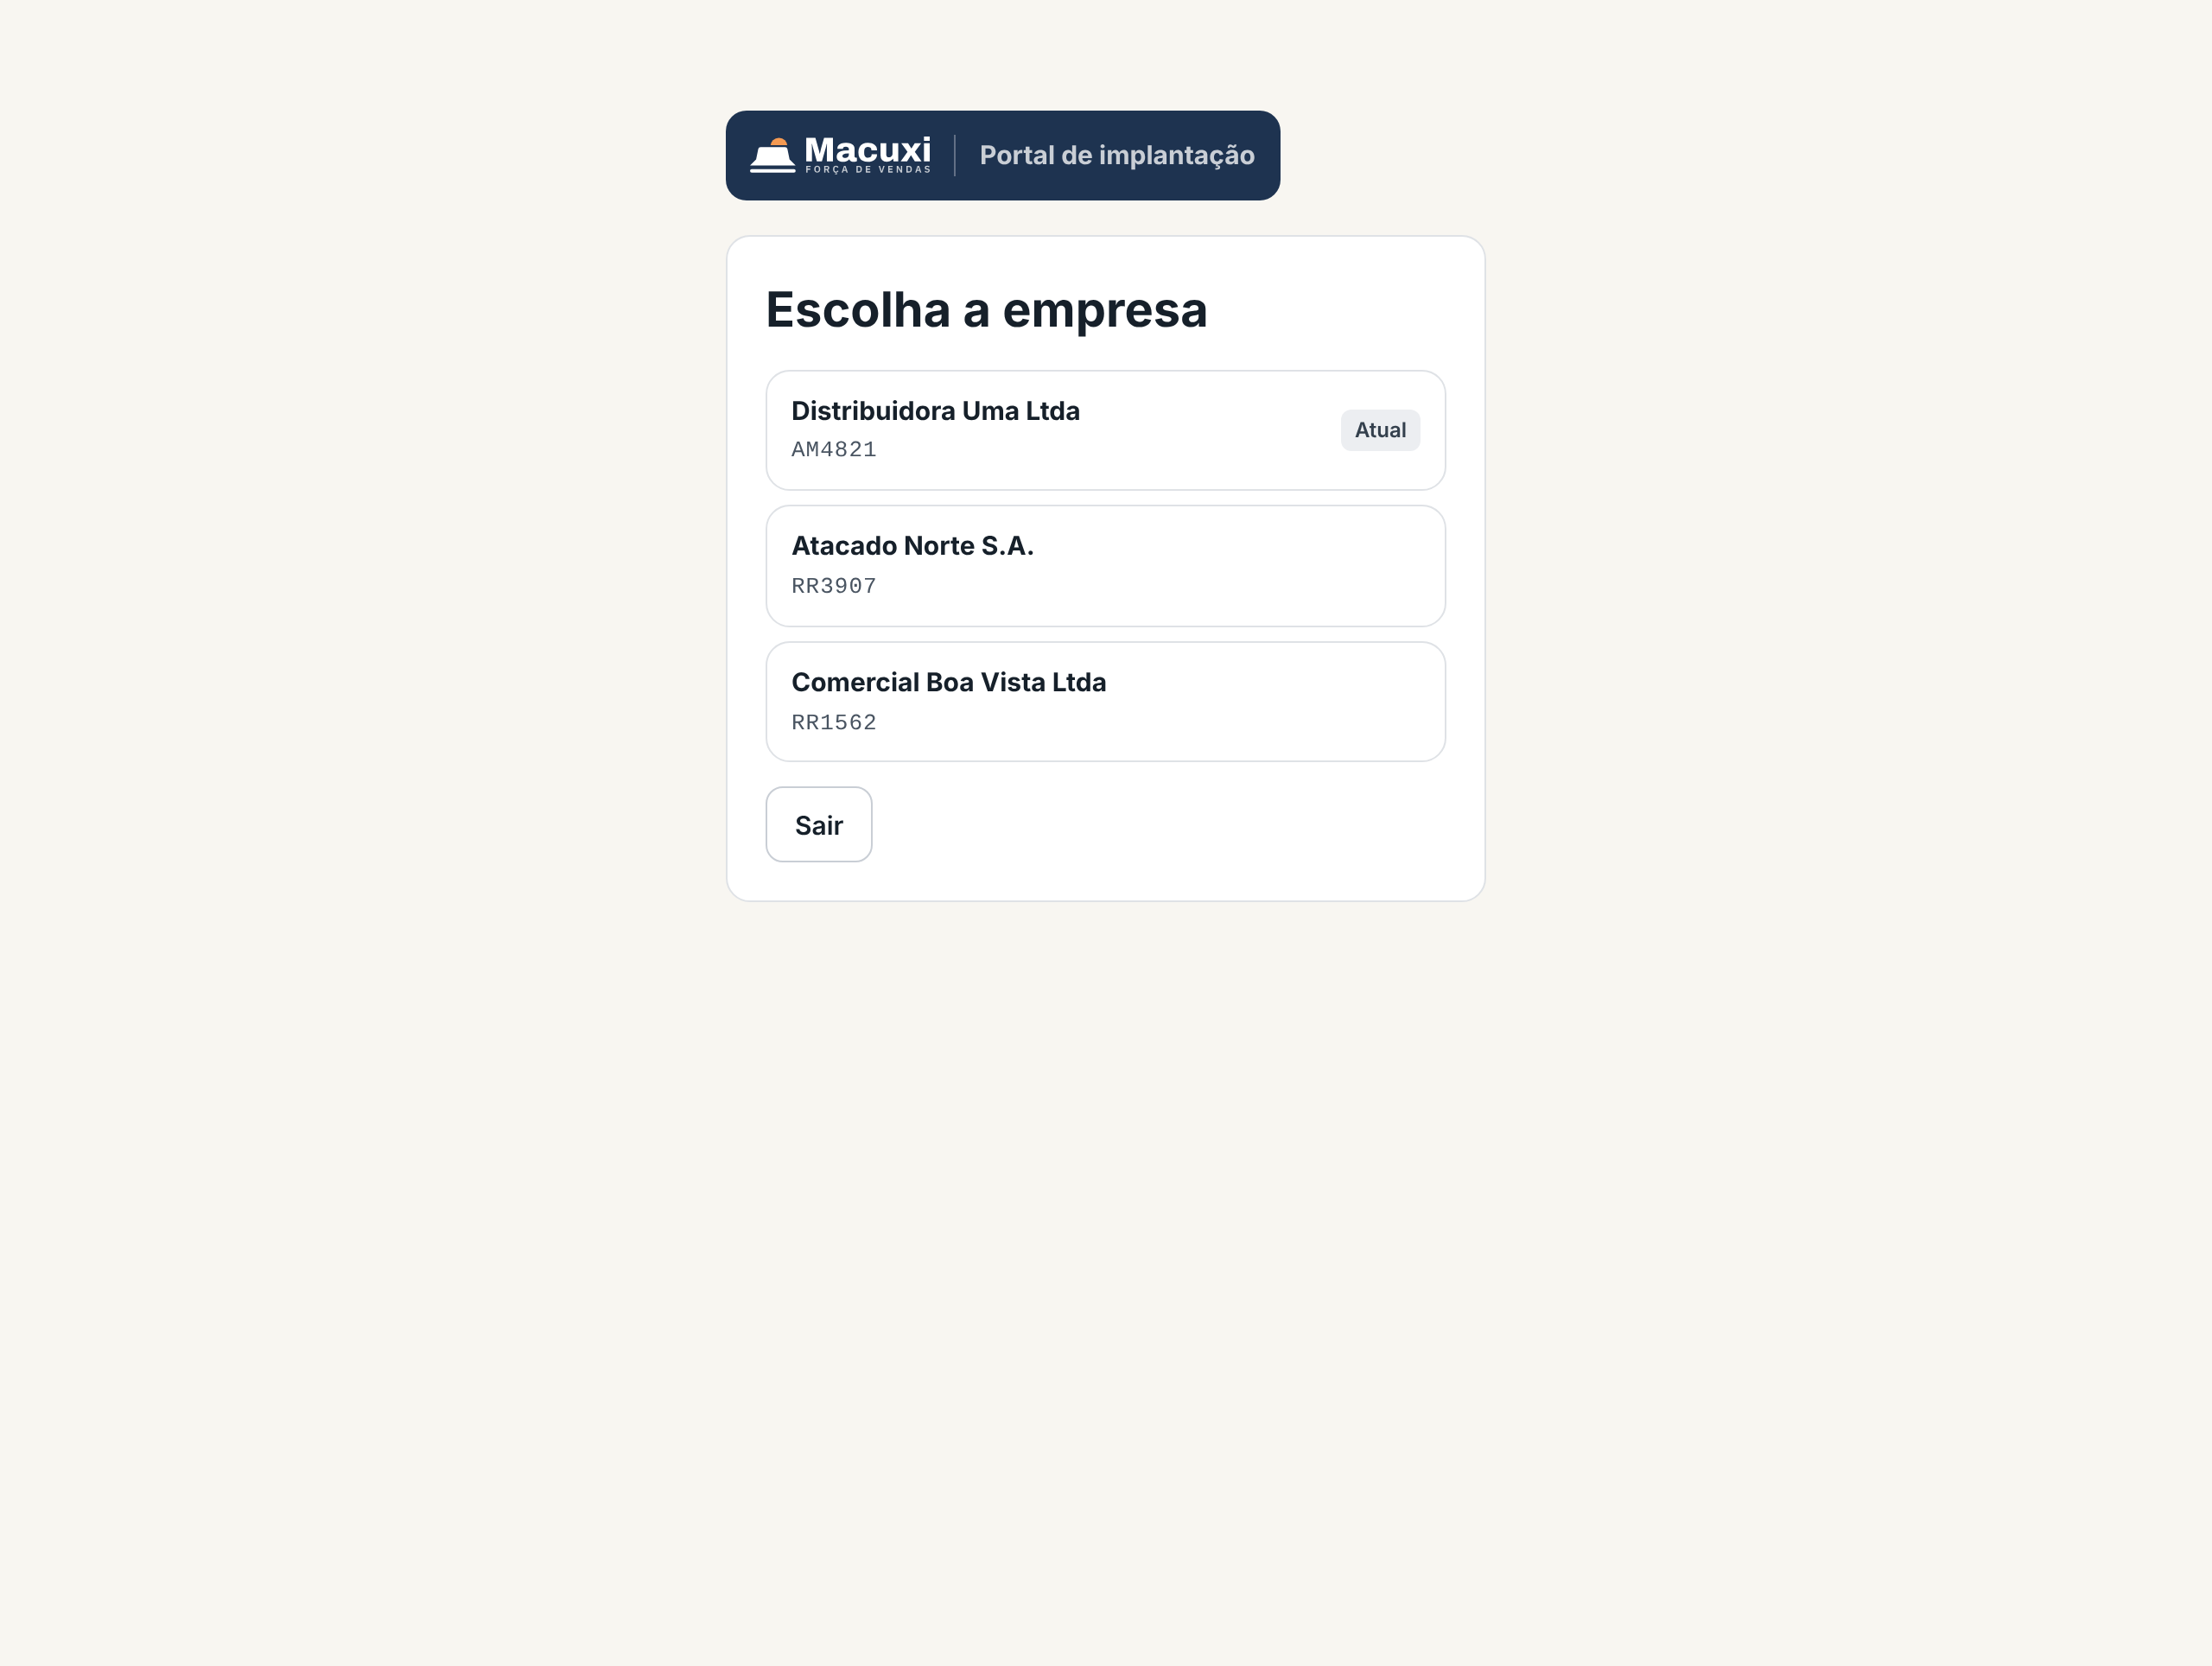 Macuxi
FORÇA DE VENDAS
Portal de implantação
Escolha a empresa
Distribuidora Uma Ltda
AM4821
Atual
Atacado Norte S.A.
RR3907
Comercial Boa Vista Ltda
RR1562
Sair